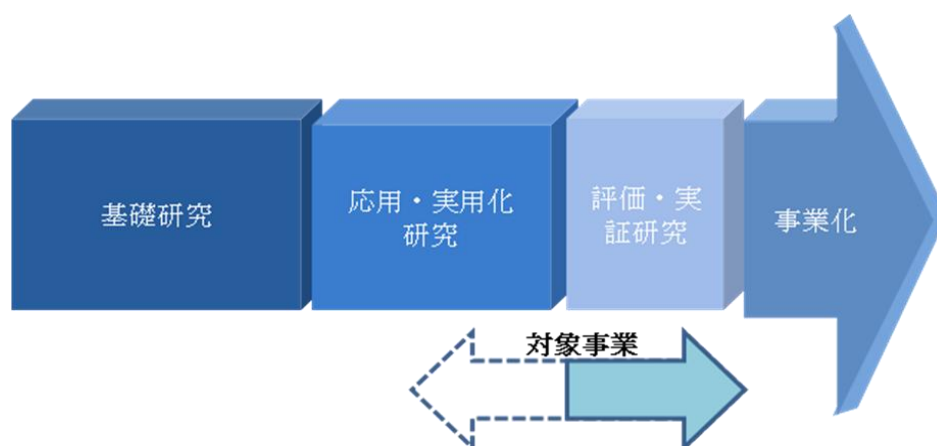 基礎研究
応用・実用化
研究
評価・実
証研究
事業化
対象事業